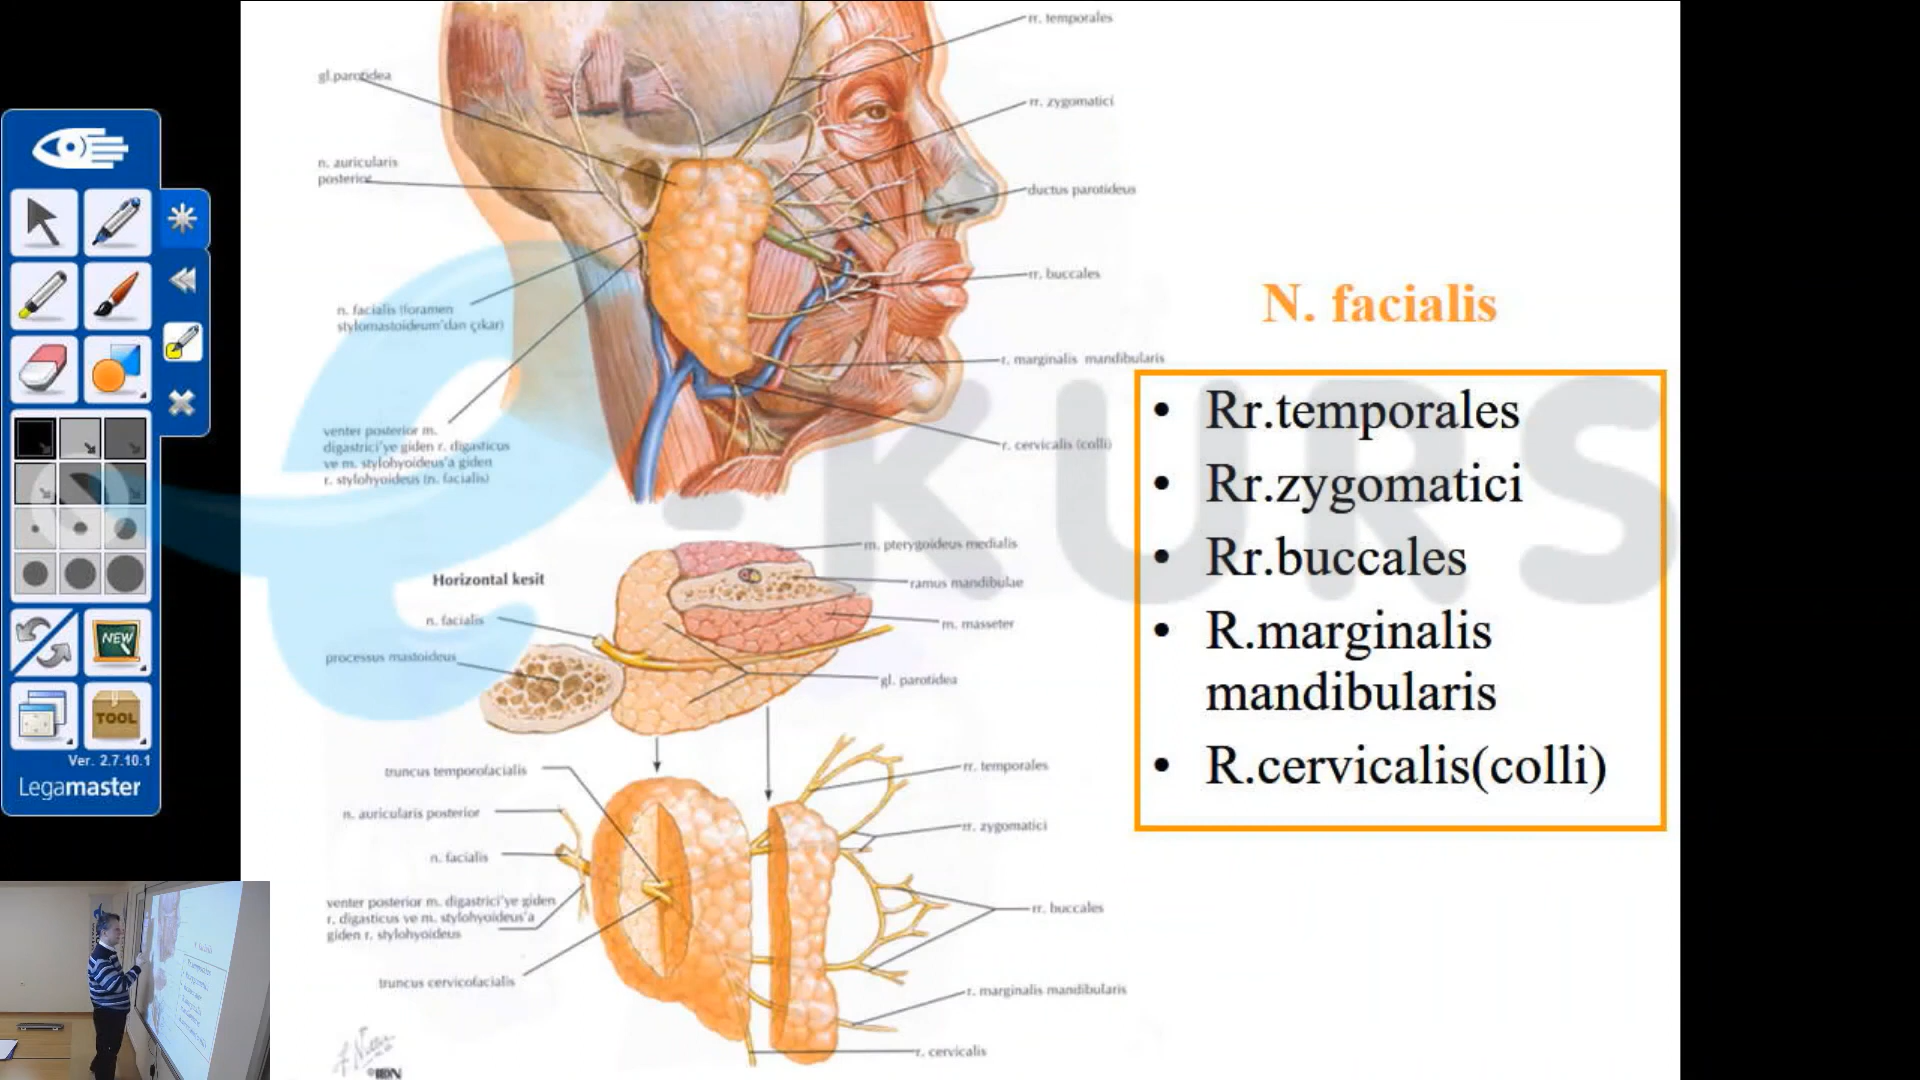 rr. temporales
gl.parotidea
rr. zygomatici
n. auricularis
posterior
ductus parotideus
rr. buccales
n. facialis (foramen
stylomastoideum'dan çıkar)
r. marginalis mandibularis
venter posterior m.
digastrici'ye giden r. digasticus
ve m. stylohyoideus'a giden
r. stylohyoideus (n. facialis)
r. cervicalis (colli)
Horizontal kesit
m. pterygoideus medialis
ramus mandibulae
n. facialis
m. masseter
processus mastoideus
gl. parotidea
truncus temporofacialis
rr. temporales
n. auricularis posterior
rr. zygomatici
n. facialis
venter posterior m. digastrici'ye giden
r. digasticus ve m. stylohyoideus'a
giden r. stylohyoideus
rr. buccales
truncus cervicofacialis
r. marginalis mandibularis
r. cervicalis
N. facialis
• Rr.temporales
• Rr.zygomatici
• Rr.buccales
• R.marginalis
mandibularis
• R.cervicalis(colli)
e-KURS
NEW
TOOL
Ver. 2.7.10.1
Legamaster